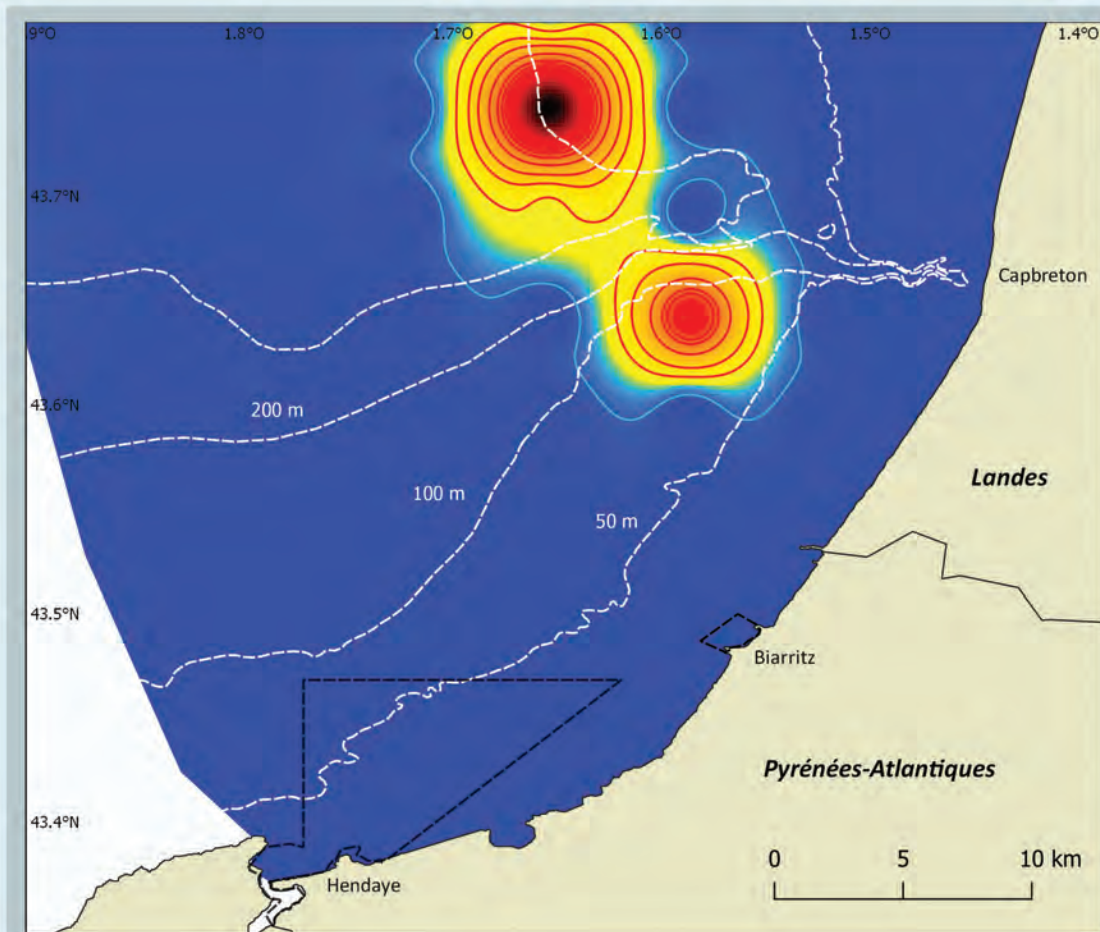 9°O 1.8°O 1.7°O 1.6°O 1.5°O 1.4°O
43.7°N
Capbreton
43.6°N
200 m
Landes
100 m
50 m
43.5°N
Biarritz
Pyrénées-Atlantiques
43.4°N
0 5 10 km
Hendaye